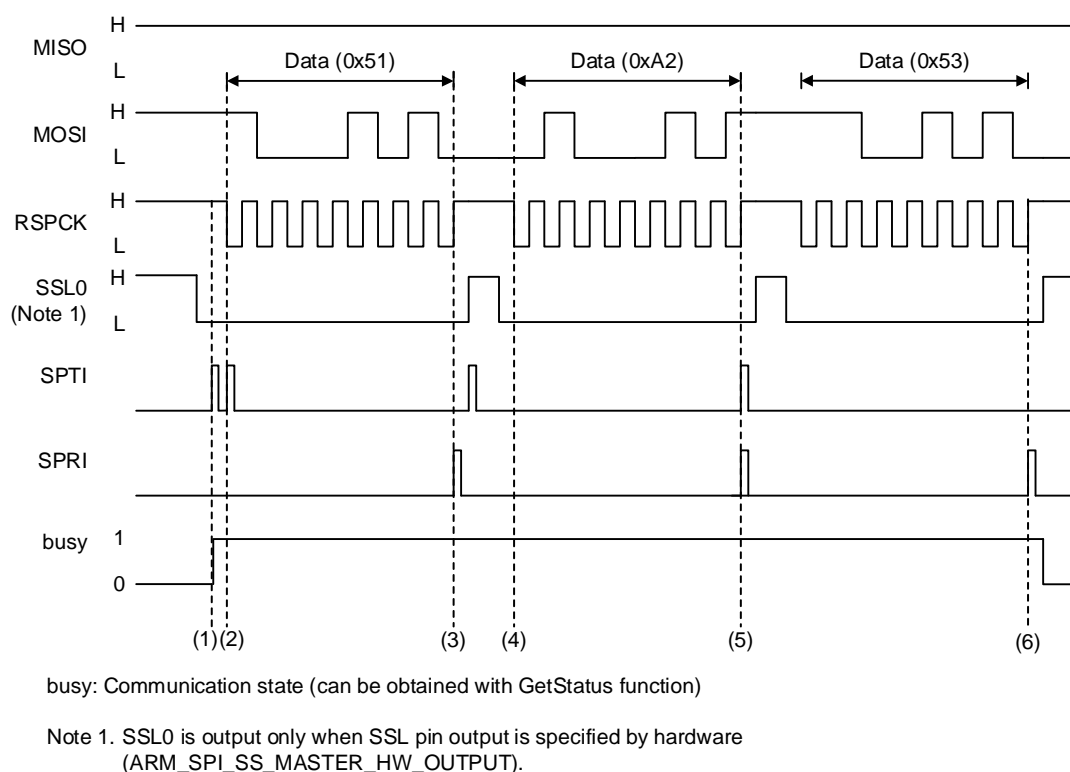 H
MISO
L
Data (0x51)
Data (0xA2)
Data (0x53)
H
MOSI
L
H
RSPCK
L
H
SSL0
(Note 1)
L
SPTI
SPRI
busy
1
0
(1) (2) (3) (4) (5) (6)
busy: Communication state (can be obtained with GetStatus function)
Note 1. SSL0 is output only when SSL pin output is specified by hardware
(ARM_SPI_SS_MASTER_HW_OUTPUT).